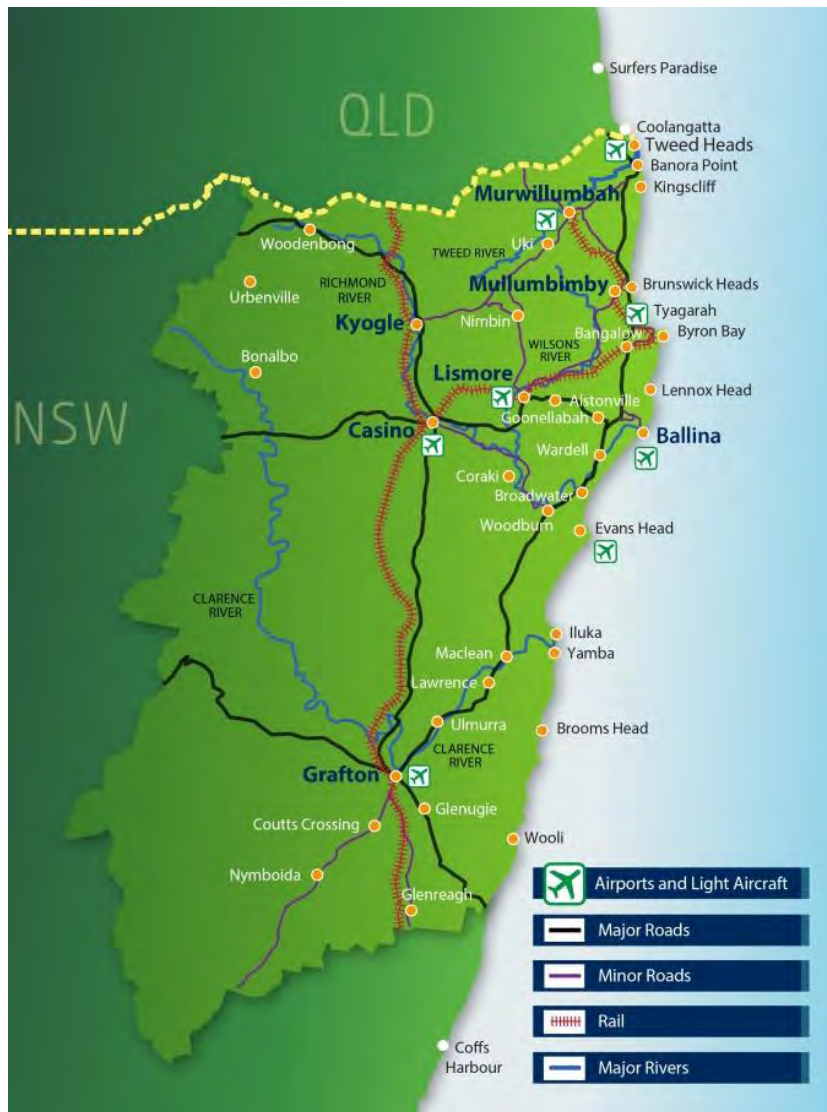 Surfers Paradise
QLD
Coolangatta
Tweed Heads
Banora Point
Kingscliff
Murwillumbah
Woodenbong
Uki
TWEED RIVER
Urbenville
RICHMOND
RIVER
Mullumbimby
Brunswick Heads
Tyagarah
Kyogle
Nimbin
Bangalow
Byron Bay
WILSONS
RIVER
Bonalbo
Lismore
Lennox Head
Alstonville
NSW
Goonellabah
Casino
Ballina
Wardell
Coraki
Broadwater
Woodburn
Evans Head
CLARENCE
RIVER
Iluka
Maclean
Yamba
Lawrence
Ulmurra
Brooms Head
CLARENCE
RIVER
Grafton
Glenugie
Coutts Crossing
Wooli
Nymboida
Glenreagh
Airports and Light Aircraft
Major Roads
Minor Roads
Rail
Major Rivers
Coffs
Harbour